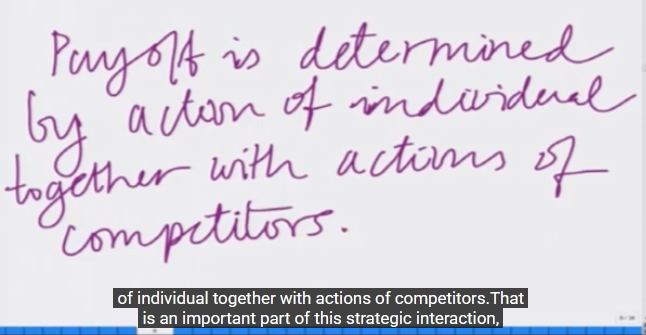 Payoff is determined
by action of individual
together with actions of
competitors.
of individual together with actions of competitors.That
is an important part of this strategic interaction,